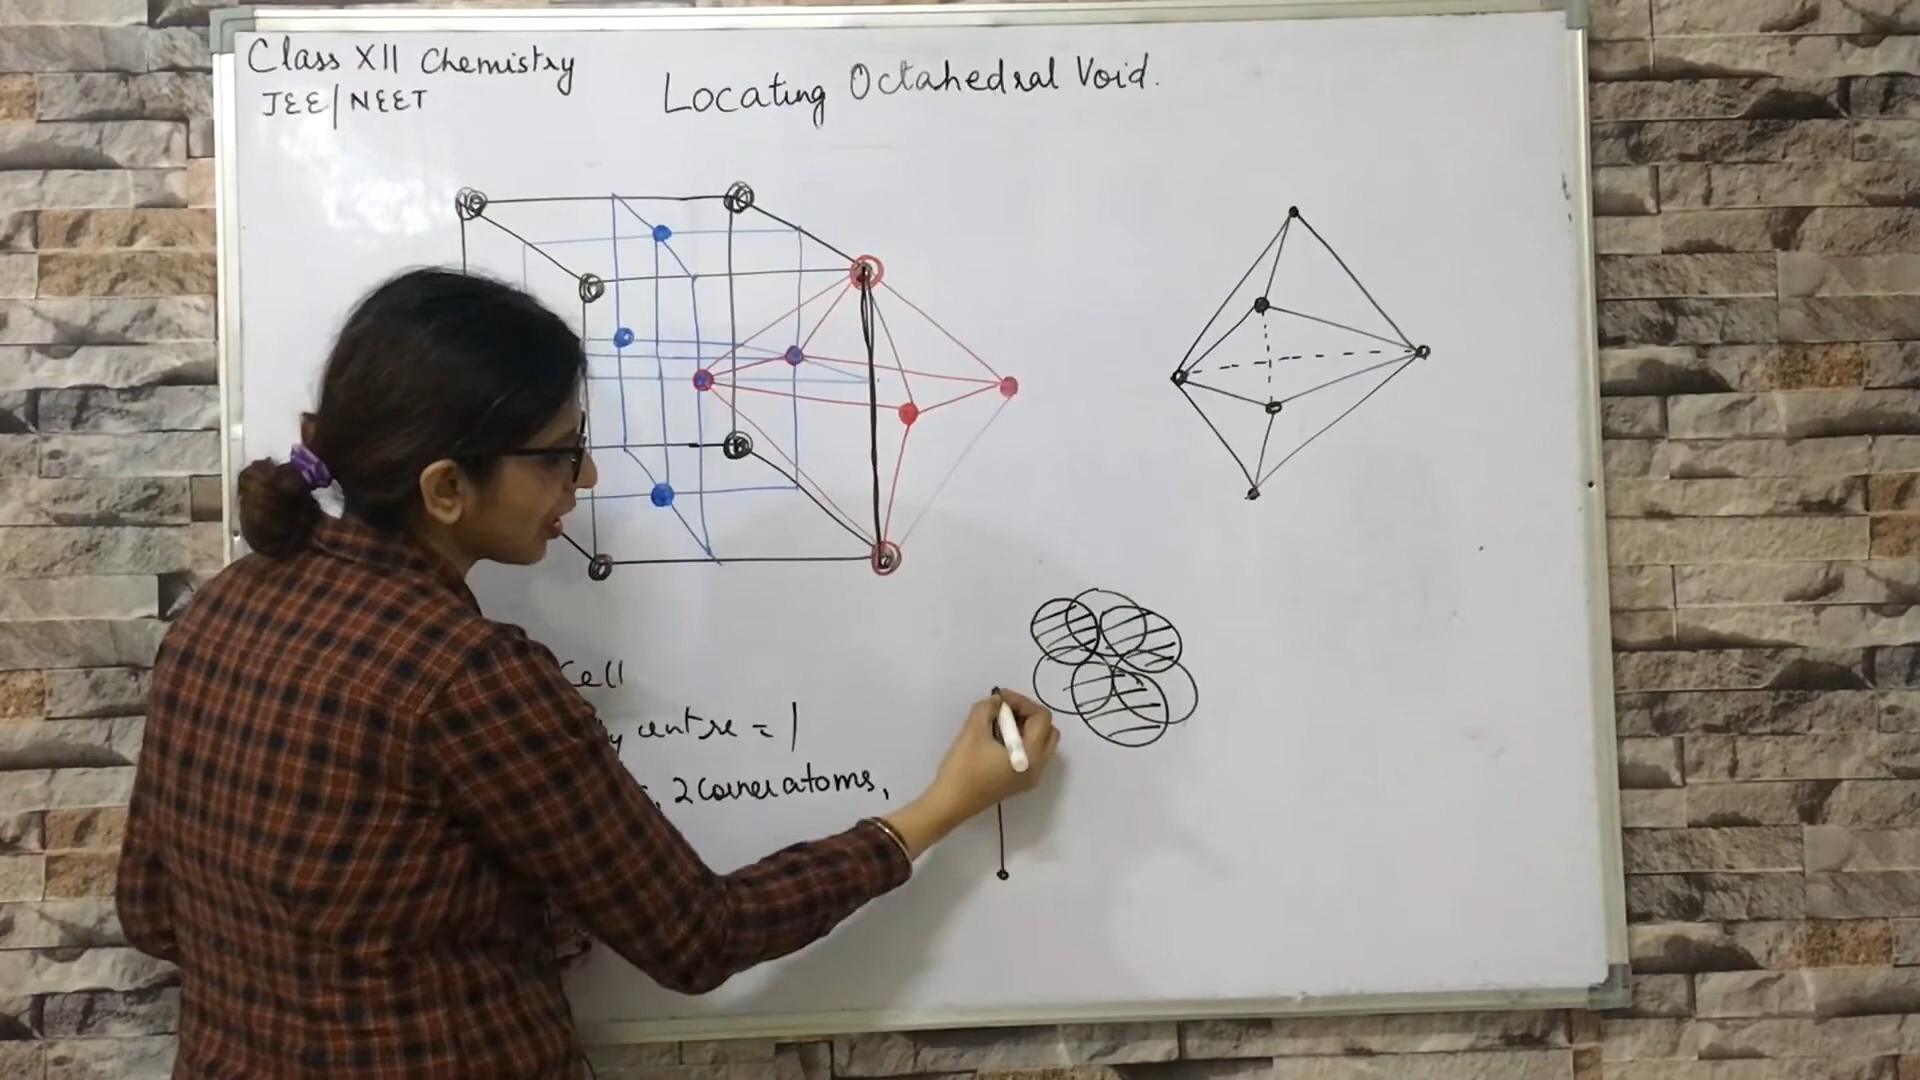 Class XII Chemistry
JEE/NEET
Locating Octahedral Void.
Cell
centre = 1
2 corner atoms,